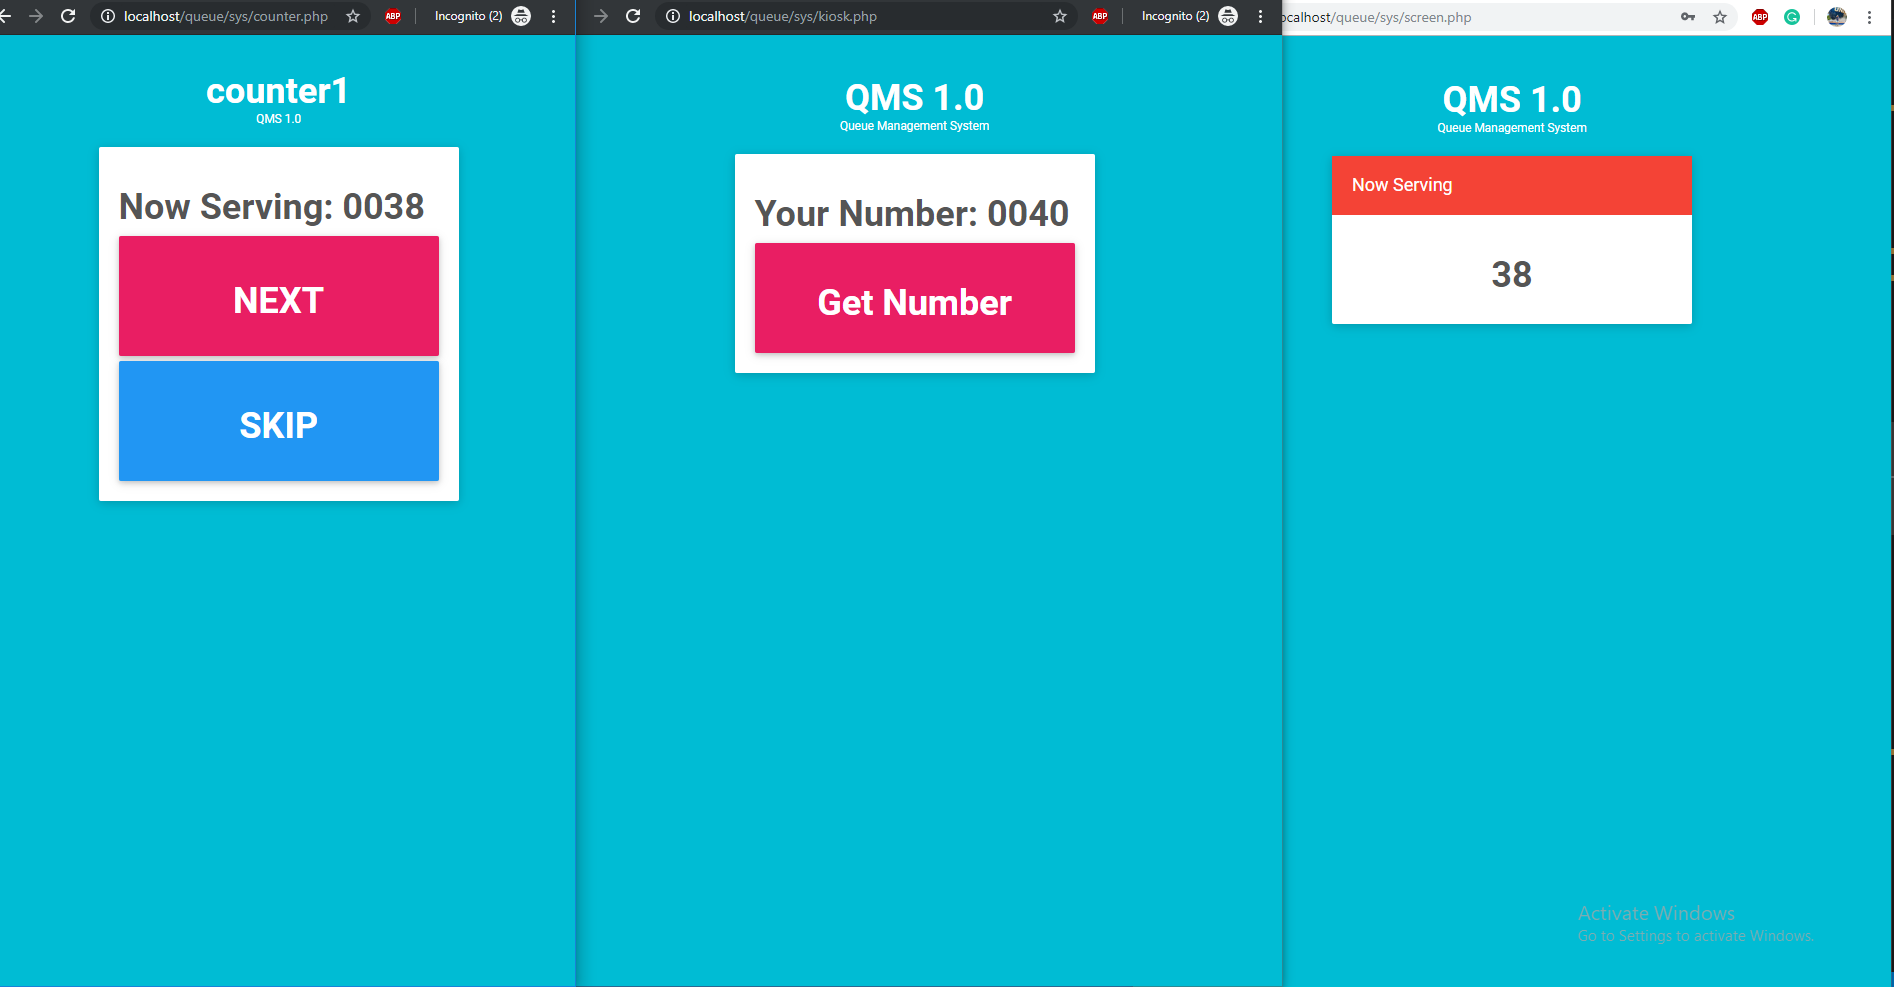 localhost/queue/sys/counter.php
ABP
Incognito (2)
counter1
QMS 1.0
Now Serving: 0038
NEXT
SKIP
localhost/queue/sys/kiosk.php
ABP
Incognito (2)
QMS 1.0
Queue Management System
Your Number: 0040
Get Number
ocalhost/queue/sys/screen.php
ABP
QMS 1.0
Queue Management System
Now Serving
38
Activate Windows
Go to Settings to activate Windows.